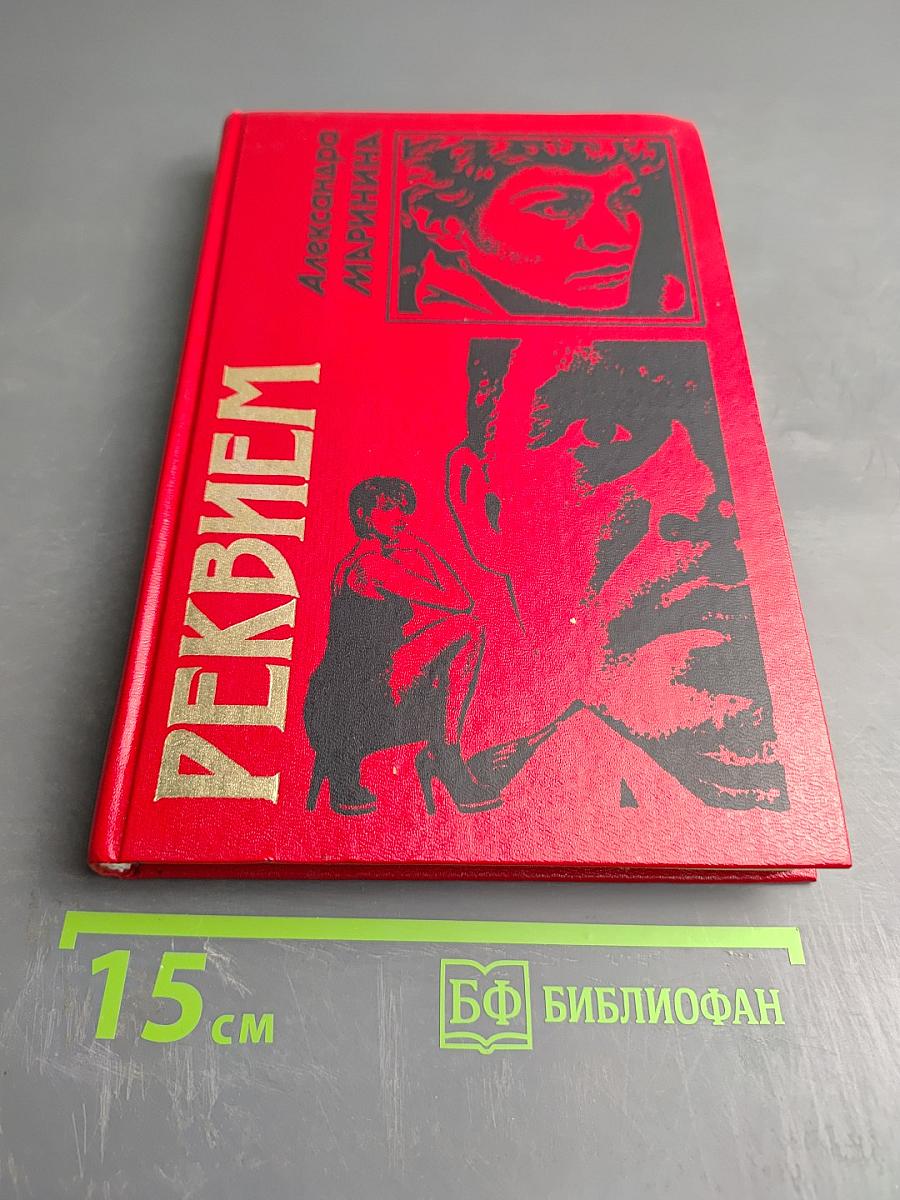 Александра
МАРИНИНА
РЕКВИЕМ
15 см
БФ БИБЛИОФАН